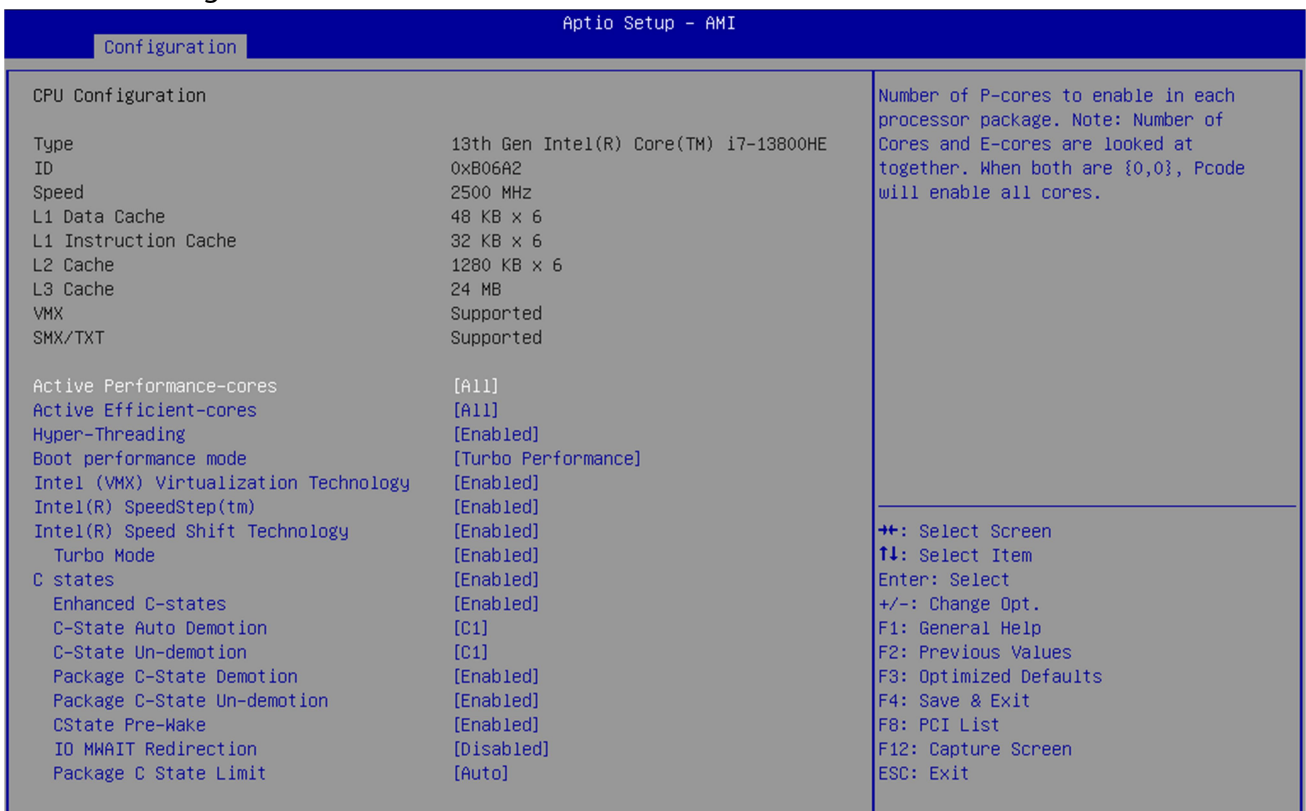 Aptio Setup - AMI
Configuration
CPU Configuration
Type 13th Gen Intel(R) Core(TM) i7-13800HE
ID 0xB06A2
Speed 2500 MHz
L1 Data Cache 48 KB x 6
L1 Instruction Cache 32 KB x 6
L2 Cache 1280 KB x 6
L3 Cache 24 MB
VMX Supported
SMX/TXT Supported
Active Performance-cores [All]
Active Efficient-cores [All]
Hyper-Threading [Enabled]
Boot performance mode [Turbo Performance]
Intel (VMX) Virtualization Technology [Enabled]
Intel(R) SpeedStep(tm) [Enabled]
Intel(R) Speed Shift Technology [Enabled]
Turbo Mode [Enabled]
C states [Enabled]
Enhanced C-states [Enabled]
C-State Auto Demotion [C1]
C-State Un-demotion [C1]
Package C-State Demotion [Enabled]
Package C-State Un-demotion [Enabled]
CState Pre-Wake [Enabled]
IO MWAIT Redirection [Disabled]
Package C State Limit [Auto]
Number of P-cores to enable in each
processor package. Note: Number of
Cores and E-cores are looked at
together. When both are {0,0}, Pcode
will enable all cores.
→←: Select Screen
↑↓: Select Item
Enter: Select
+/-: Change Opt.
F1: General Help
F2: Previous Values
F3: Optimized Defaults
F4: Save & Exit
F8: PCI List
F12: Capture Screen
ESC: Exit